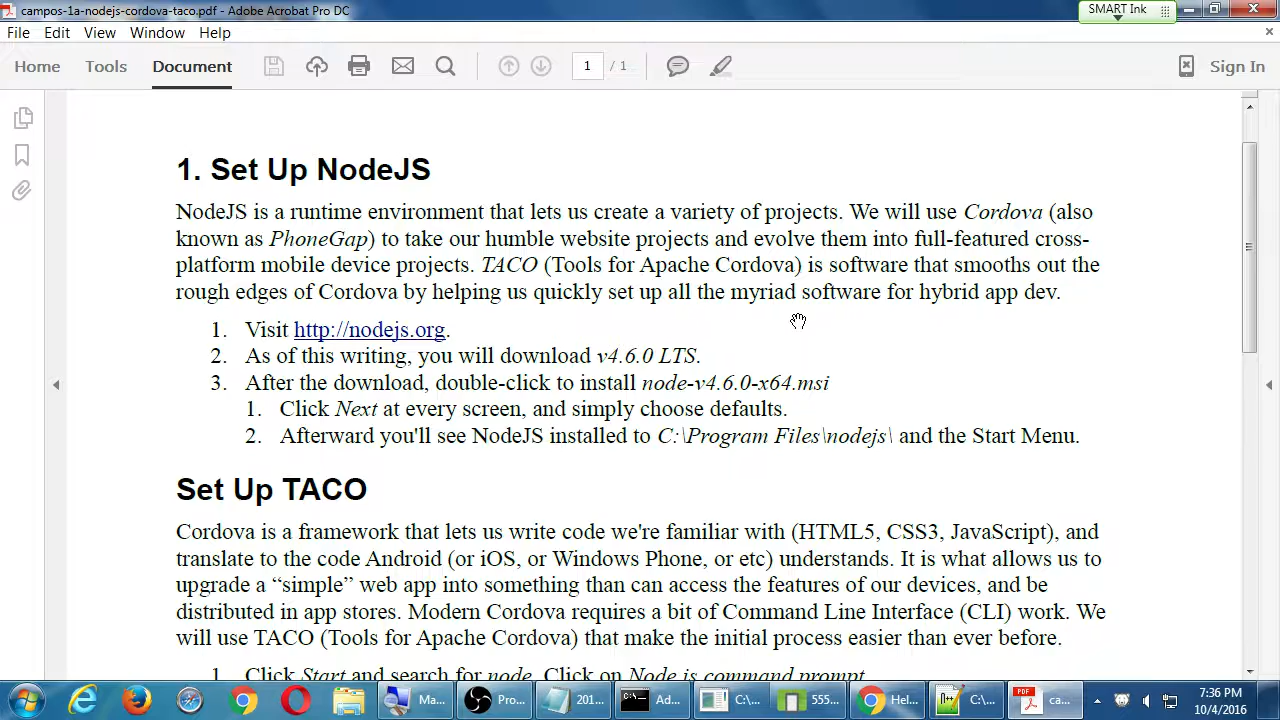 campos-1a-nodejs-cordova-taco.pdf - Adobe Acrobat Pro DC
SMART Ink
File Edit View Window Help
Home Tools Document 1 / 1 Sign In
1. Set Up NodeJS
NodeJS is a runtime environment that lets us create a variety of projects. We will use Cordova (also
known as PhoneGap) to take our humble website projects and evolve them into full-featured cross-
platform mobile device projects. TACO (Tools for Apache Cordova) is software that smooths out the
rough edges of Cordova by helping us quickly set up all the myriad software for hybrid app dev.
1. Visit http://nodejs.org.
2. As of this writing, you will download v4.6.0 LTS.
3. After the download, double-click to install node-v4.6.0-x64.msi
1. Click Next at every screen, and simply choose defaults.
2. Afterward you'll see NodeJS installed to C:\Program Files\nodejs\ and the Start Menu.
Set Up TACO
Cordova is a framework that lets us write code we're familiar with (HTML5, CSS3, JavaScript), and
translate to the code Android (or iOS, or Windows Phone, or etc) understands. It is what allows us to
upgrade a “simple” web app into something than can access the features of our devices, and be
distributed in app stores. Modern Cordova requires a bit of Command Line Interface (CLI) work. We
will use TACO (Tools for Apache Cordova) that make the initial process easier than ever before.
1. Click Start and search for node. Click on Node.js command prompt
Ma... Pro... 201... Ad... C:\... 555... Hel... C:\... ca... 7:36 PM
10/4/2016